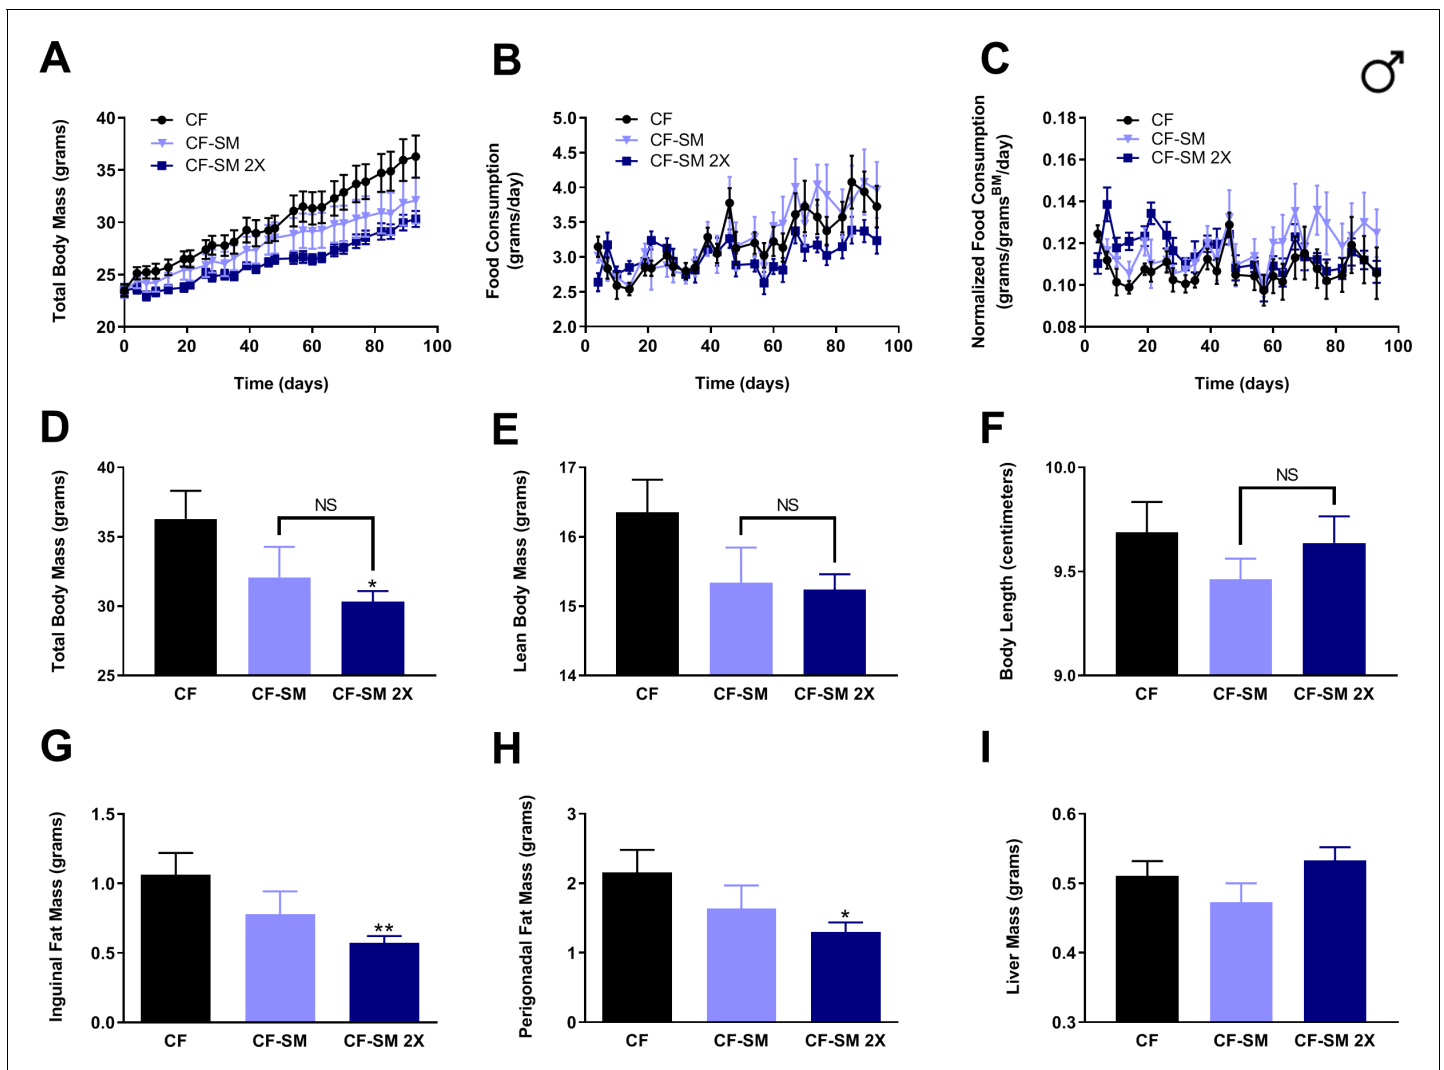 A
B
C
Total Body Mass (grams)
40
35
30
25
20
CF
CF-SM
CF-SM 2X
0
20
40
60
80
100
Time (days)
Food Consumption
(grams/day)
5.0
4.5
4.0
3.5
3.0
2.5
2.0
CF
CF-SM
CF-SM 2X
0
20
40
60
80
100
Time (days)
Normalized Food Consumption
(grams/gramsBM/day)
0.18
0.16
0.14
0.12
0.10
0.08
CF
CF-SM
CF-SM 2X
0
20
40
60
80
100
Time (days)
D
E
F
Total Body Mass (grams)
40
35
30
25
NS
*
CF
CF-SM
CF-SM 2X
Lean Body Mass (grams)
17
16
15
14
NS
CF
CF-SM
CF-SM 2X
Body Length (centimeters)
10.0
9.5
9.0
NS
CF
CF-SM
CF-SM 2X
G
H
I
Inguinal Fat Mass (grams)
1.5
1.0
0.5
0.0
**
CF
CF-SM
CF-SM 2X
Perigonadal Fat Mass (grams)
3
2
1
0
*
CF
CF-SM
CF-SM 2X
Liver Mass (grams)
0.6
0.5
0.4
0.3
CF
CF-SM
CF-SM 2X